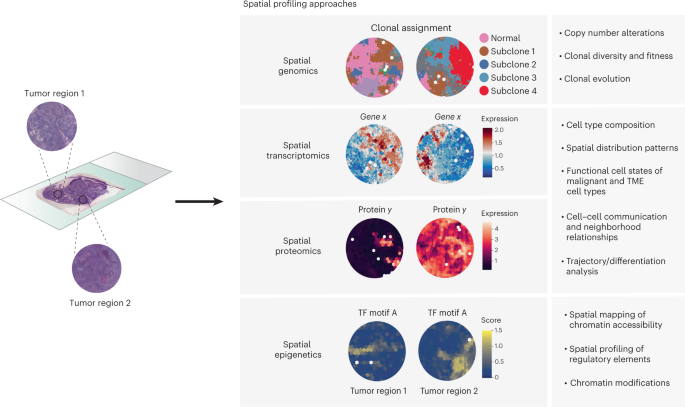 Spatial profiling approaches
Tumor region 1
Tumor region 2
Spatial
genomics
Clonal assignment
Normal
Subclone 1
Subclone 2
Subclone 3
Subclone 4
• Copy number alterations
• Clonal diversity and fitness
• Clonal evolution
Spatial
transcriptomics
Gene x
Gene x
Expression
2.0
1.5
1.0
0.5
• Cell type composition
• Spatial distribution patterns
• Functional cell states of
malignant and TME
cell types
• Cell–cell communication
and neighborhood
relationships
• Trajectory/differentiation
analysis
Spatial
proteomics
Protein y
Protein y
Expression
4
3
2
1
Spatial
epigenetics
TF motif A
TF motif A
Score
1.5
1.0
0.5
0
Tumor region 1
Tumor region 2
• Spatial mapping of
chromatin accessibility
• Spatial profiling of
regulatory elements
• Chromatin modifications